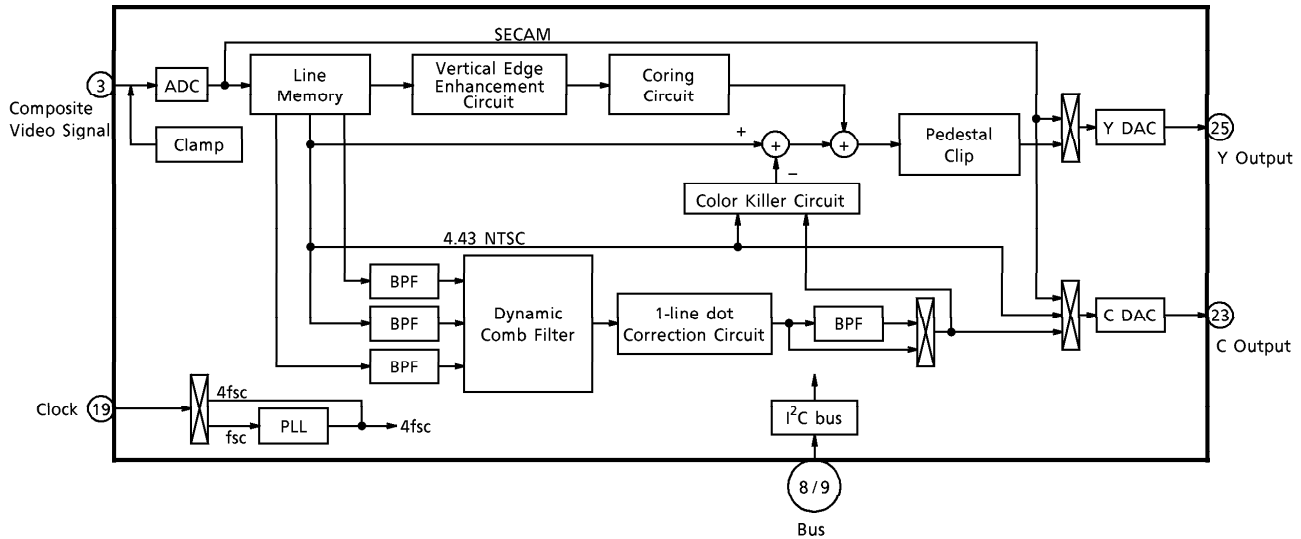 SECAM
3
ADC
Line
Memory
Vertical Edge
Enhancement
Circuit
Coring
Circuit
Composite
Video Signal
Clamp
+
+
+
−
Pedestal
Clip
Y DAC
25
Y Output
Color Killer Circuit
4.43 NTSC
BPF
BPF
BPF
Dynamic
Comb Filter
1-line dot
Correction Circuit
BPF
C DAC
23
C Output
Clock
19
4fsc
fsc
PLL
4fsc
I²C bus
8/9
Bus